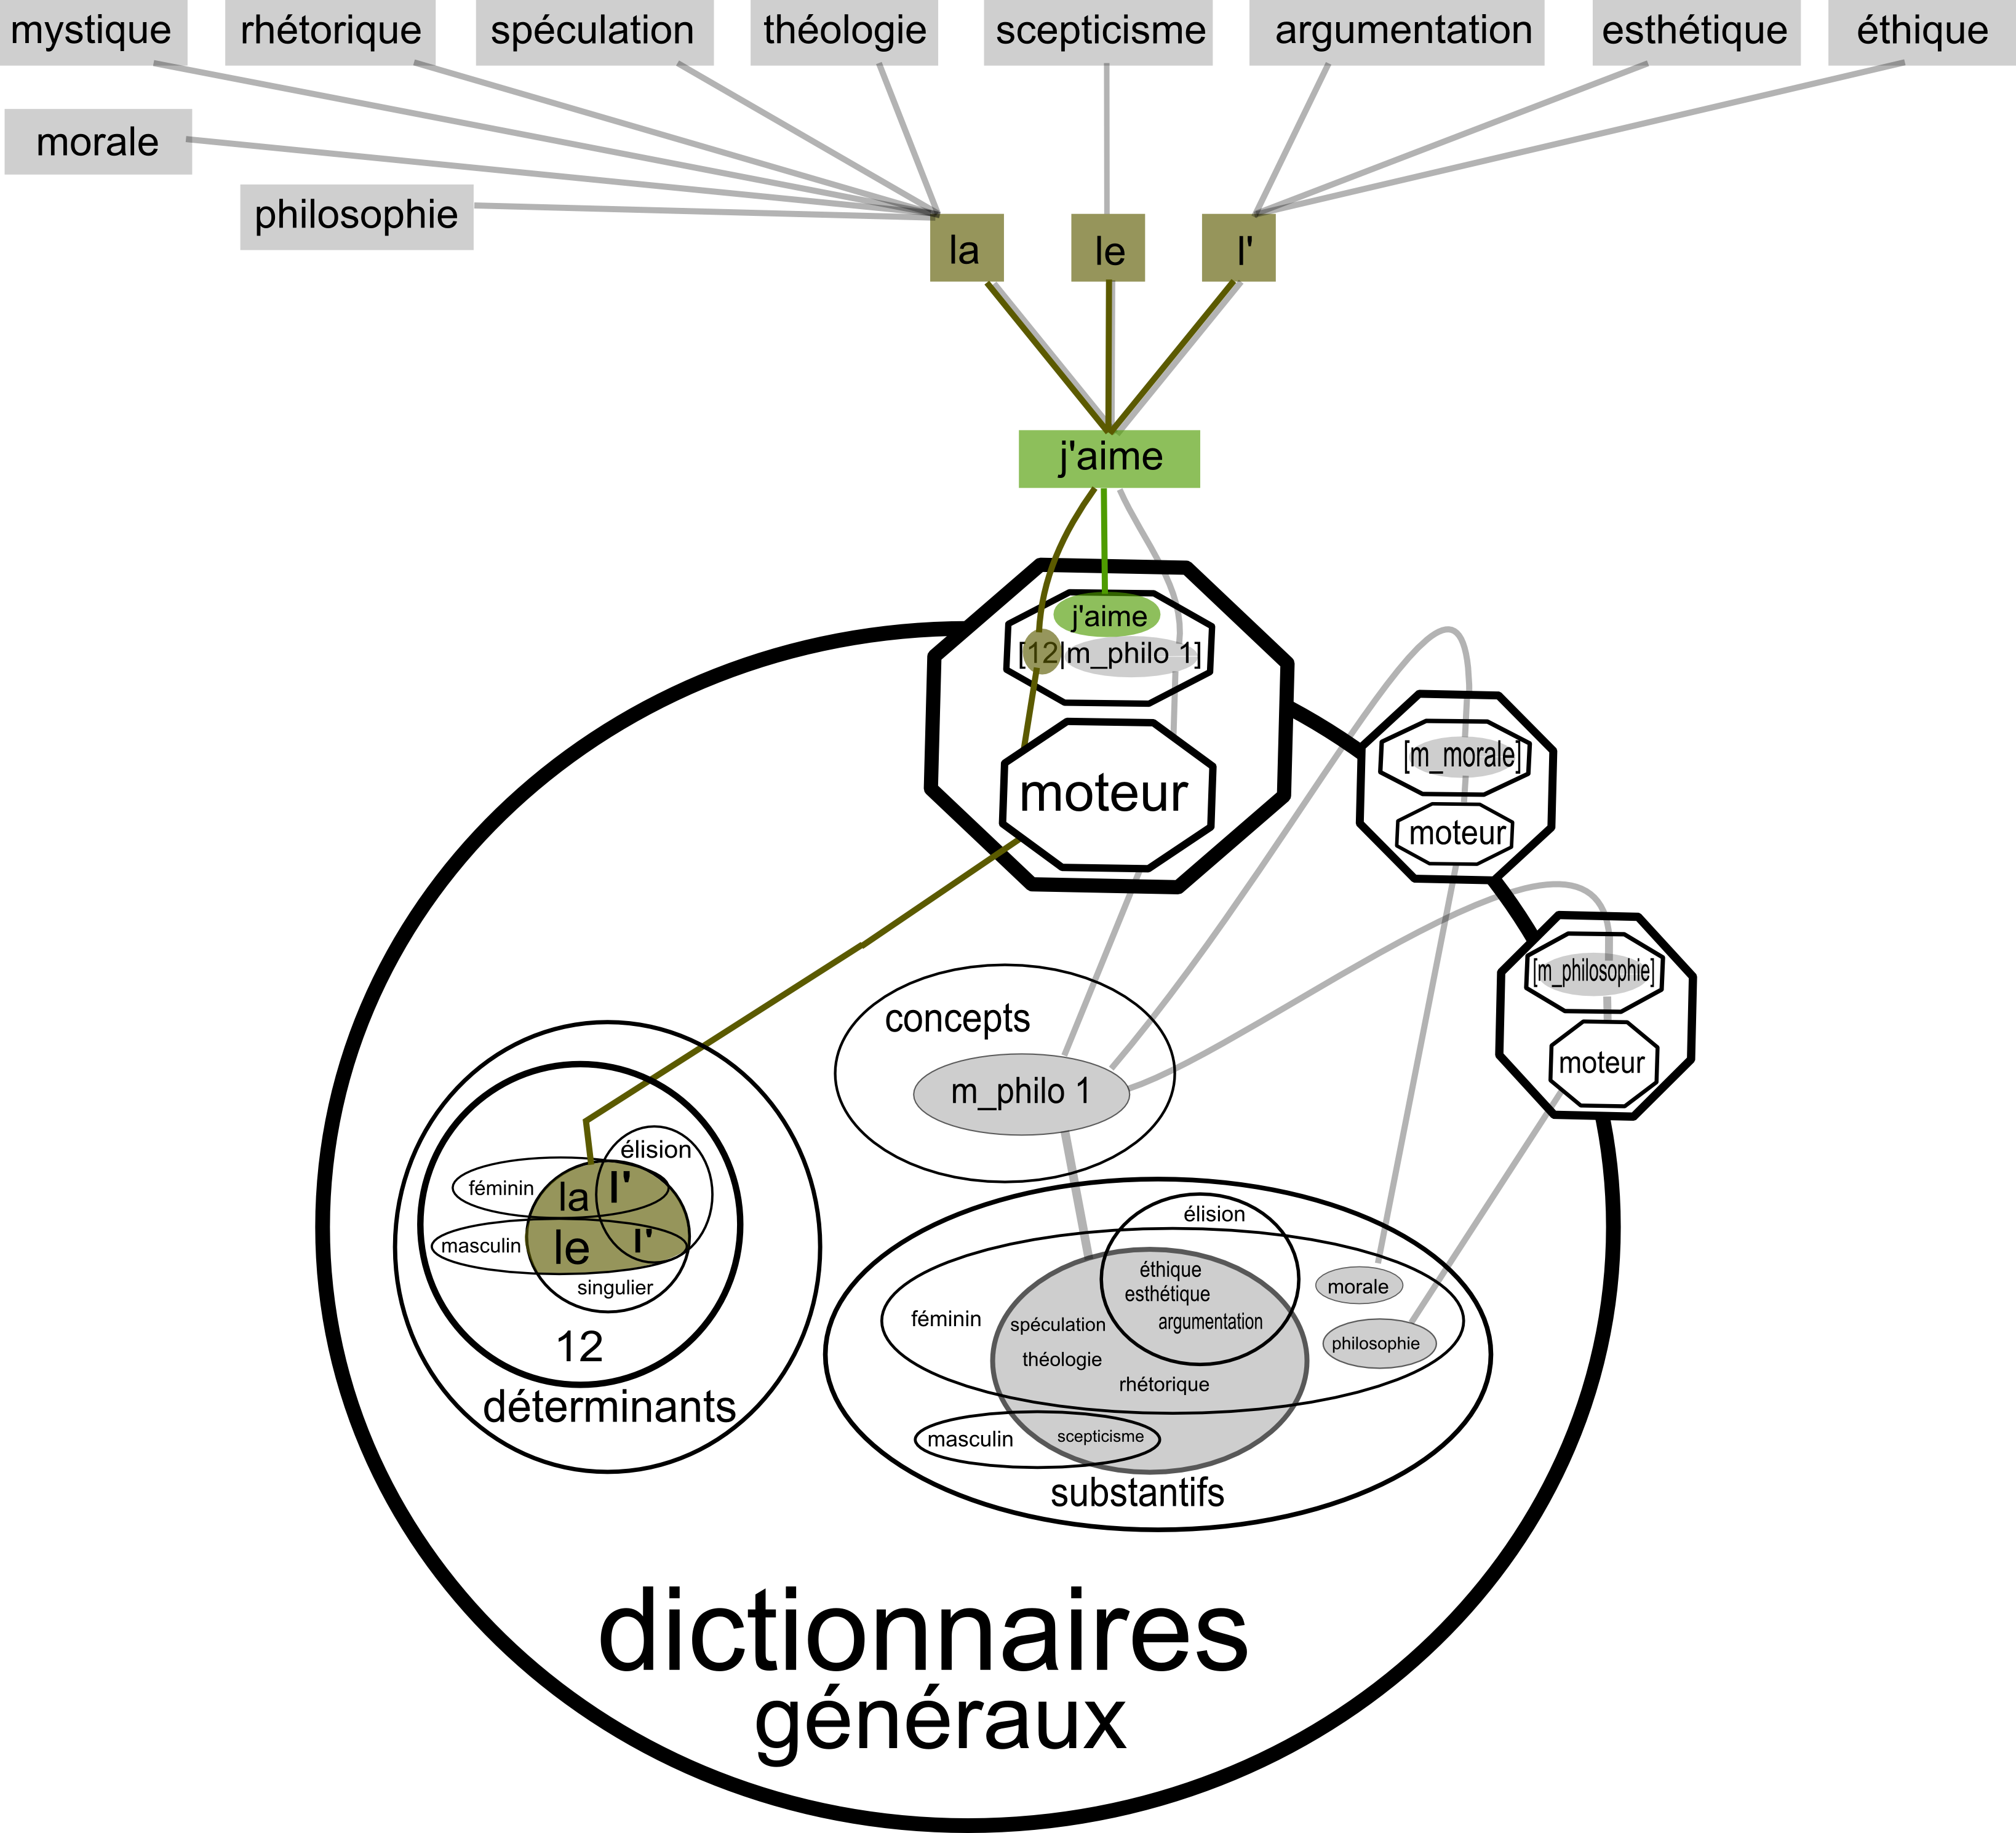 mystique
rhétorique
spéculation
théologie
scepticisme
argumentation
esthétique
éthique
morale
philosophie
la
le
l'
j'aime
j'aime
[12|m_philo 1]
moteur
[m_morale]
moteur
[m_philosophie]
moteur
concepts
m_philo 1
élision
féminin
la
l'
masculin
le
l'
singulier
12
déterminants
élision
éthique
esthétique
argumentation
féminin
spéculation
théologie
rhétorique
morale
philosophie
masculin
scepticisme
substantifs
dictionnaires
généraux